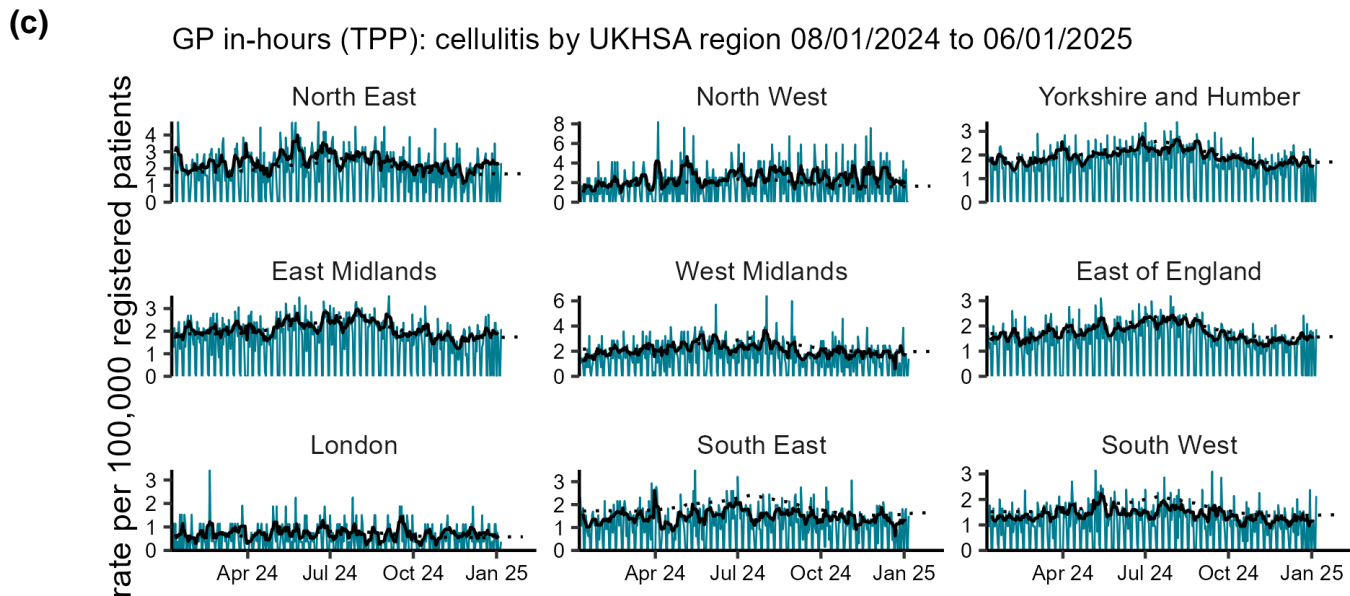 (c)
GP in-hours (TPP): cellulitis by UKHSA region 08/01/2024 to 06/01/2025
rate per 100,000 registered patients
North East
North West
Yorkshire and Humber
4
3
2
1
0
8
6
4
2
0
3
2
1
0
East Midlands
West Midlands
East of England
3
2
1
0
6
4
2
0
3
2
1
0
London
South East
South West
3
2
1
0
3
2
1
0
3
2
1
0
Apr 24 Jul 24 Oct 24 Jan 25
Apr 24 Jul 24 Oct 24 Jan 25
Apr 24 Jul 24 Oct 24 Jan 25